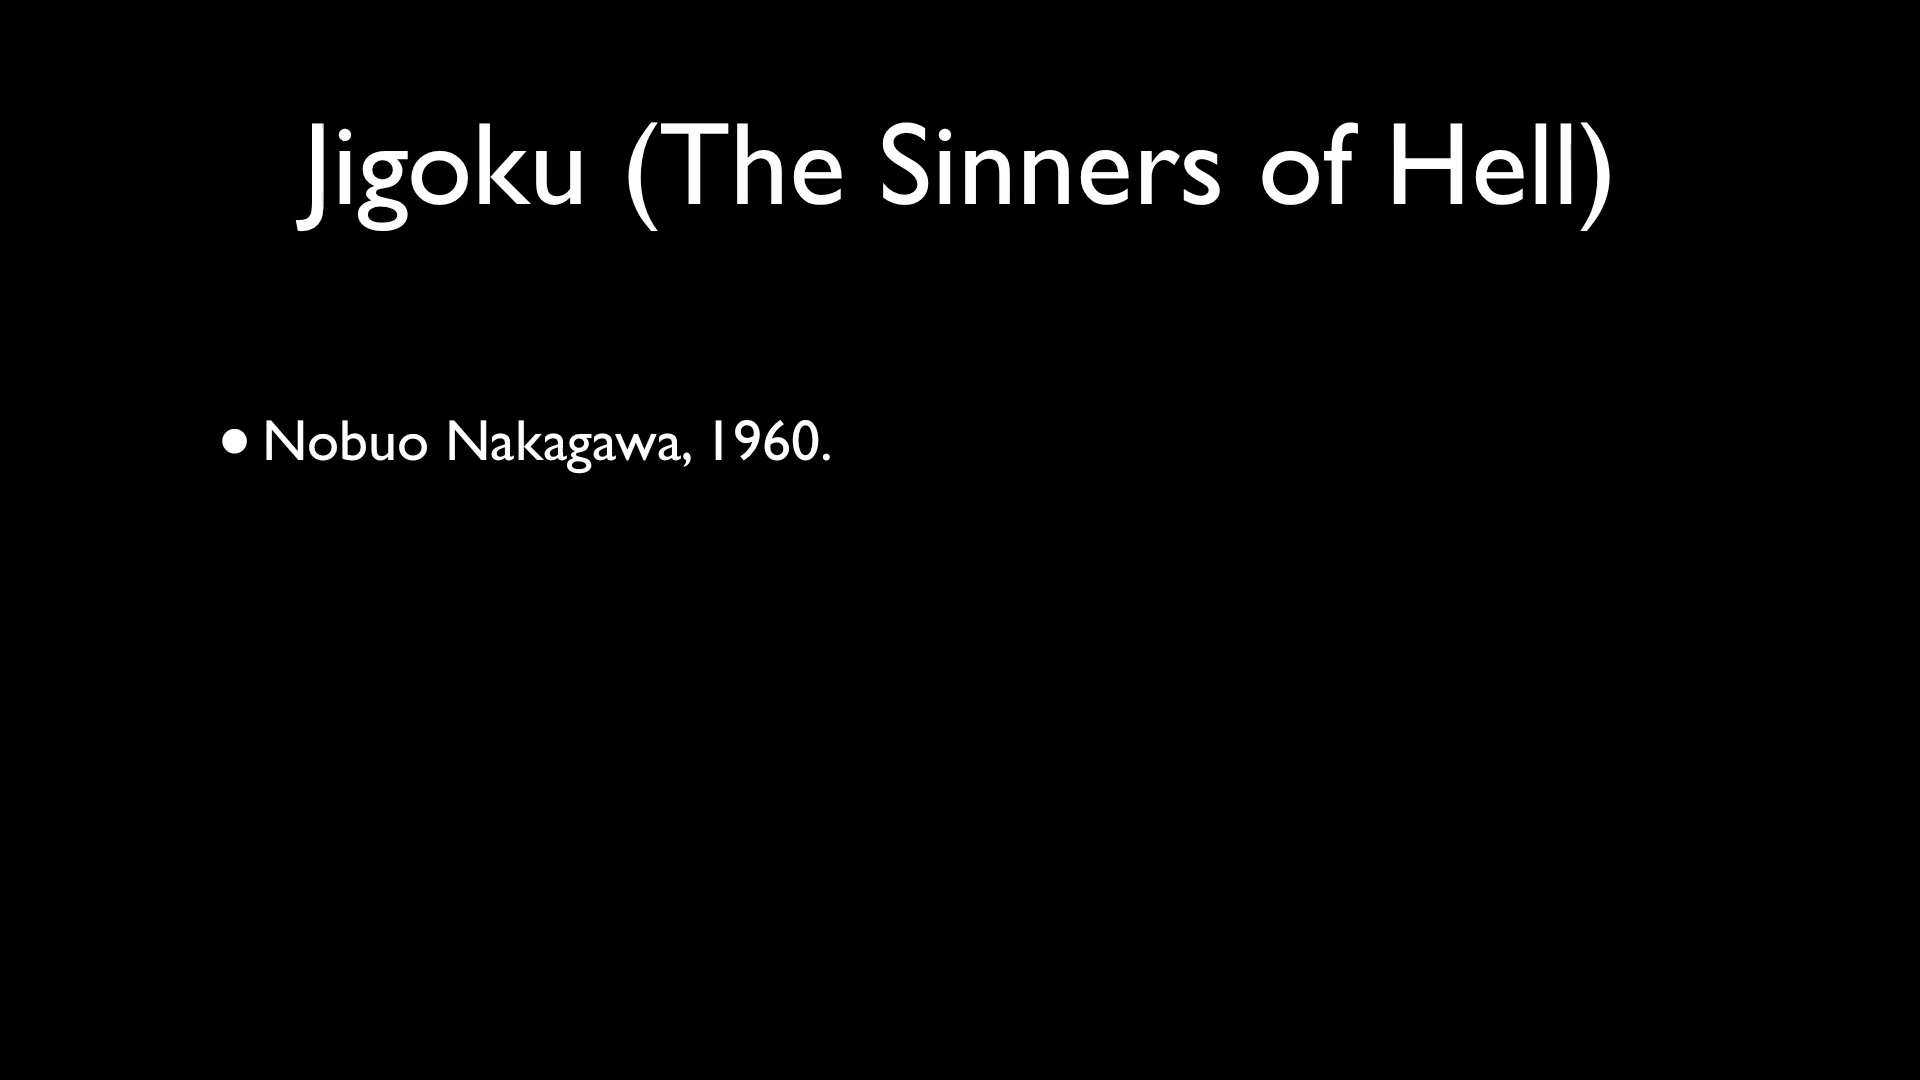 Jigoku (The Sinners of Hell)
• Nobuo Nakagawa, 1960.